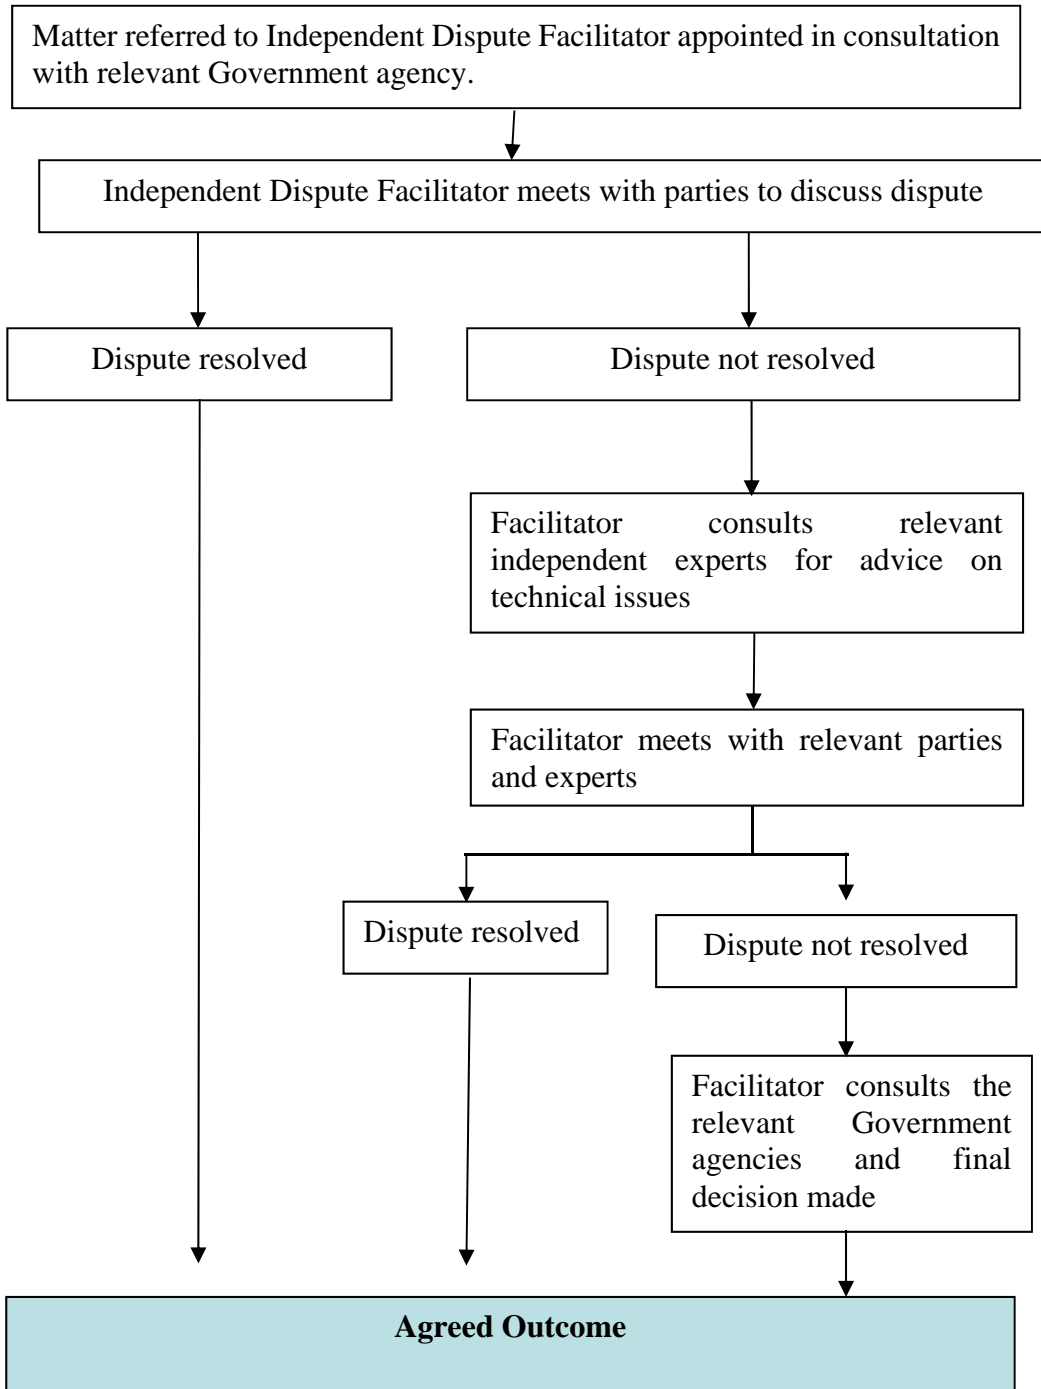 Matter referred to Independent Dispute Facilitator appointed in consultation
with relevant Government agency.
Independent Dispute Facilitator meets with parties to discuss dispute
Dispute resolved
Dispute not resolved
Facilitator consults relevant
independent experts for advice on
technical issues
Facilitator meets with relevant parties
and experts
Dispute resolved
Dispute not resolved
Facilitator consults the
relevant Government
agencies and final
decision made
Agreed Outcome